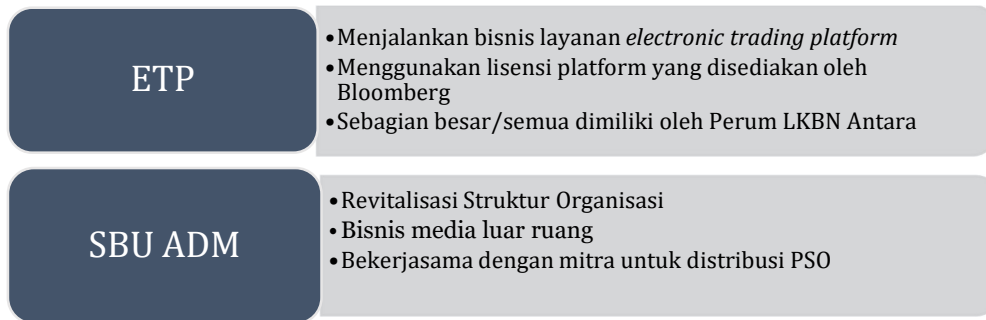 ETP
•Menjalankan bisnis layanan electronic trading platform
•Menggunakan lisensi platform yang disediakan oleh
Bloomberg
•Sebagian besar/semua dimiliki oleh Perum LKBN Antara
SBU ADM
•Revitalisasi Struktur Organisasi
•Bisnis media luar ruang
•Bekerjasama dengan mitra untuk distribusi PSO